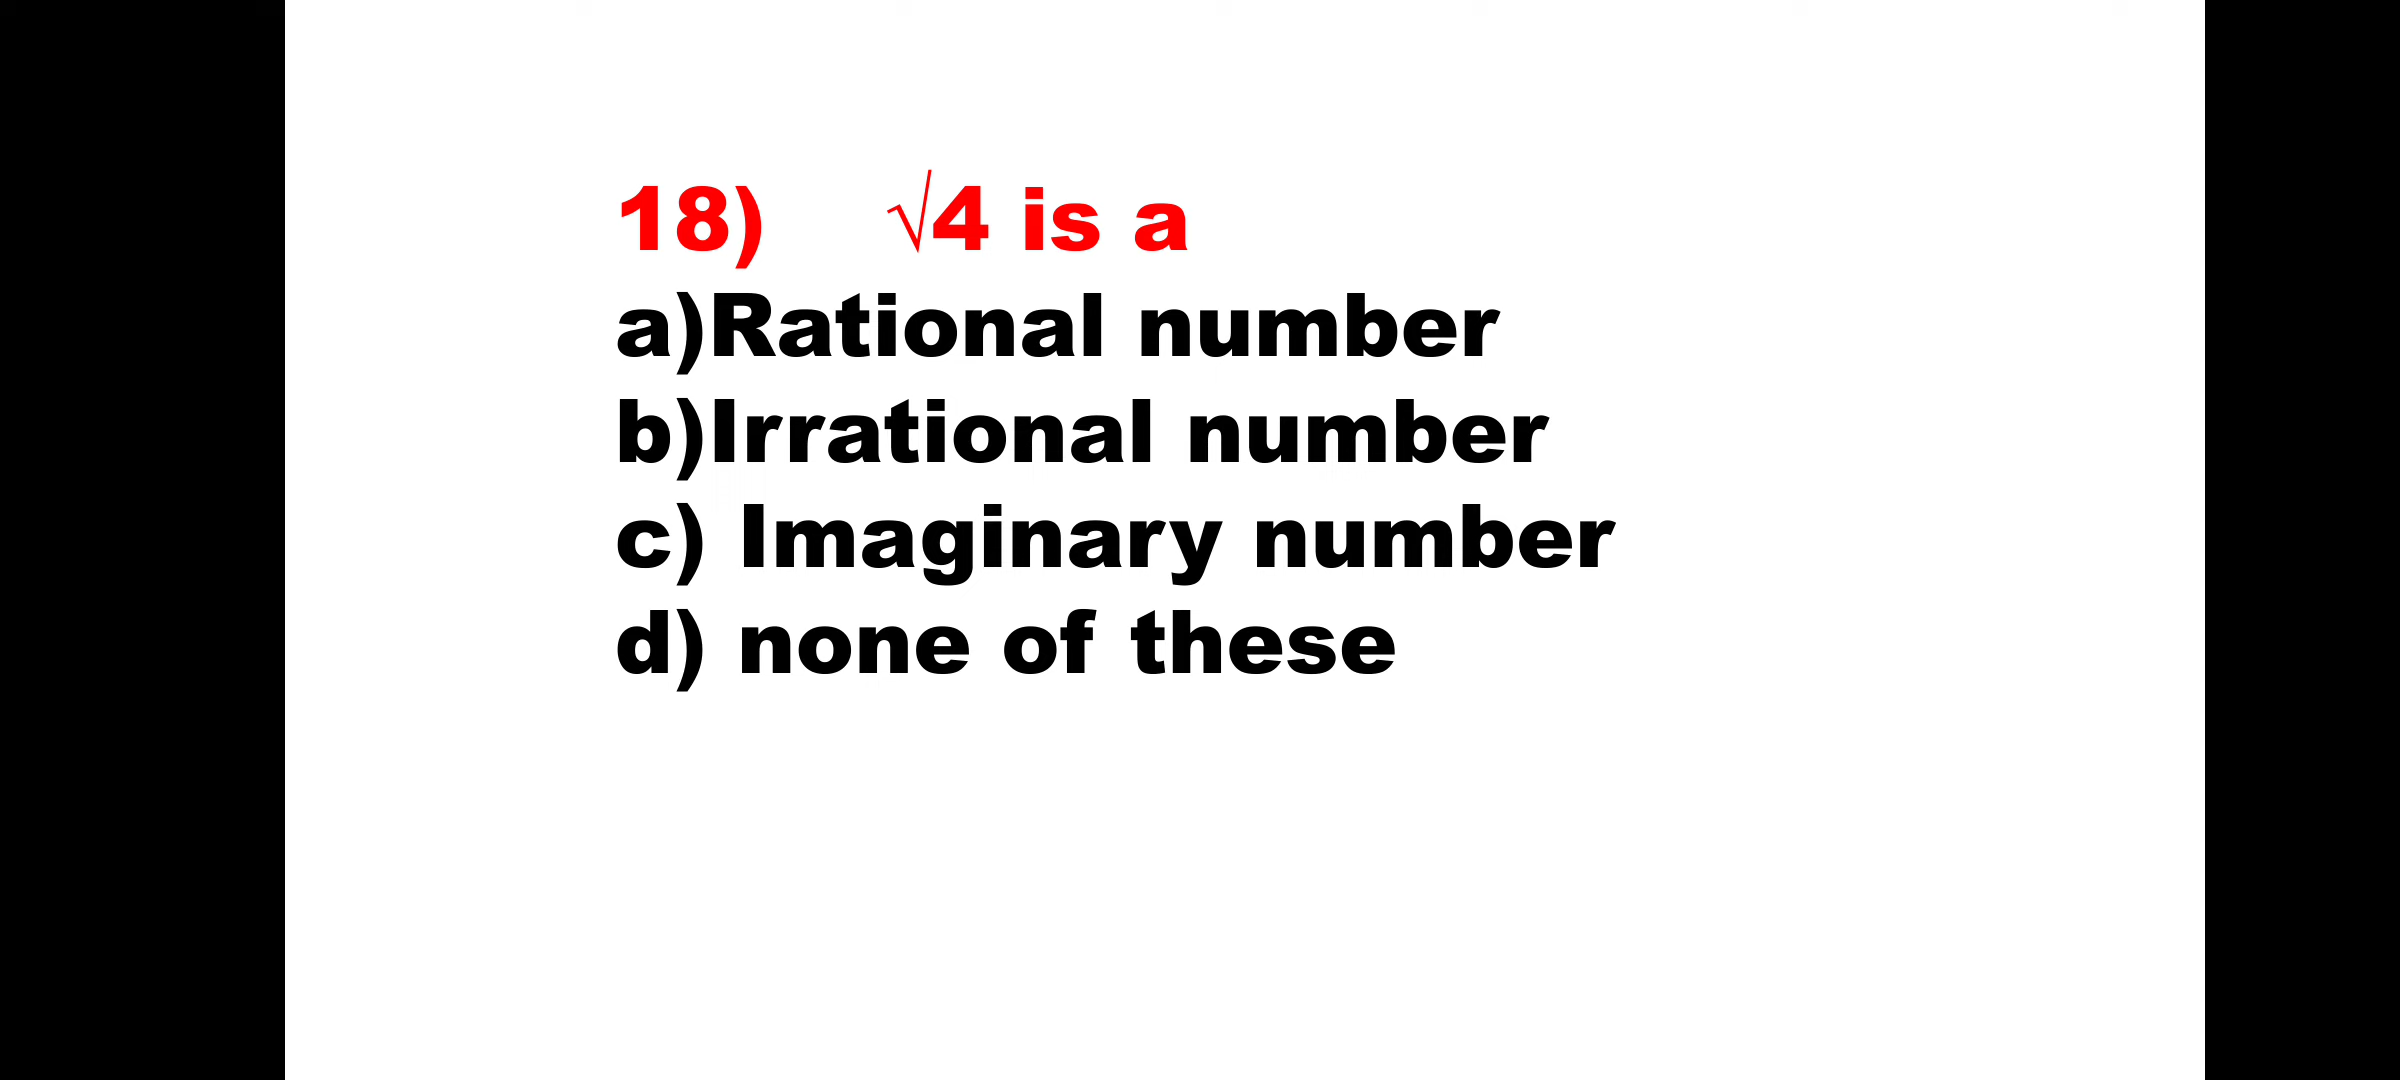 18) √4 is a
a)Rational number
b)Irrational number
c) Imaginary number
d) none of these